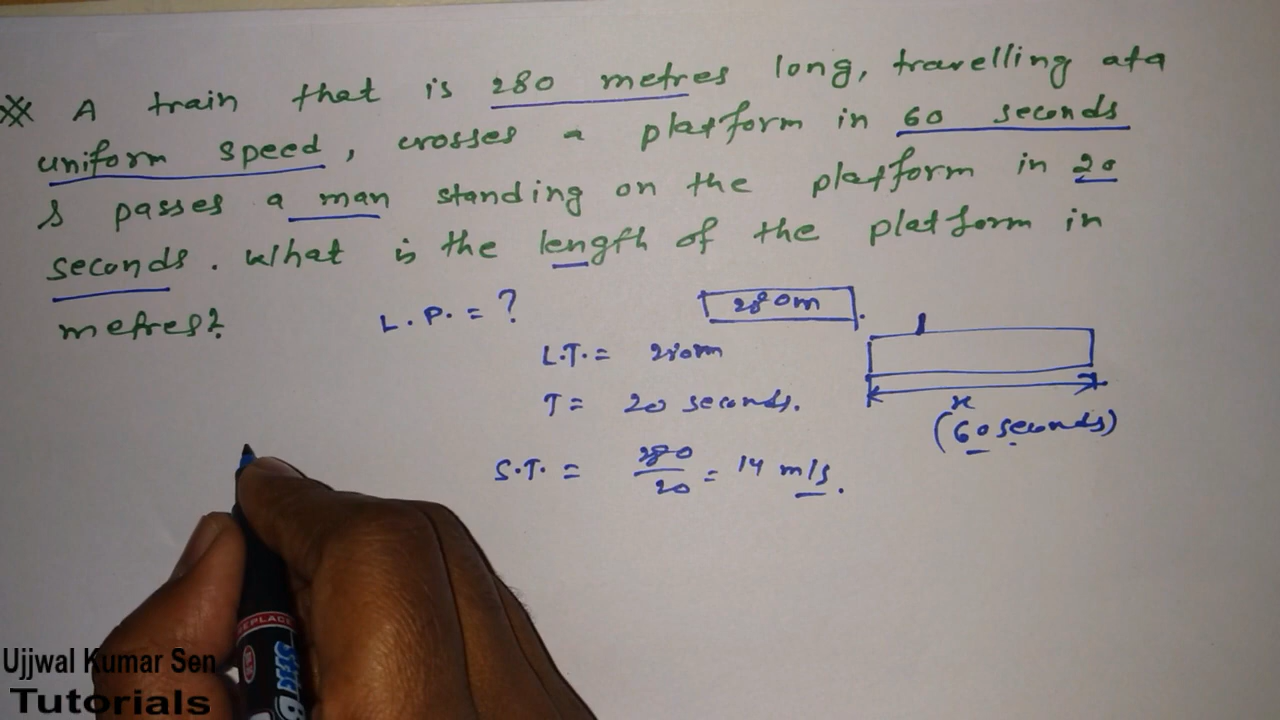 ※ A train that is 280 metres long, travelling at a
uniform speed, crosses a platform in 60 seconds
& passes a man standing on the platform in 20
seconds. What is the length of the platform in
metres?
L.P. = ?
280m
L.T. = 280m
T = 20 seconds.
x
(60 seconds)
S.T. = 280/20 = 14 m/s.
REPLAC
Ujjwal Kumar Sen
Tutorials